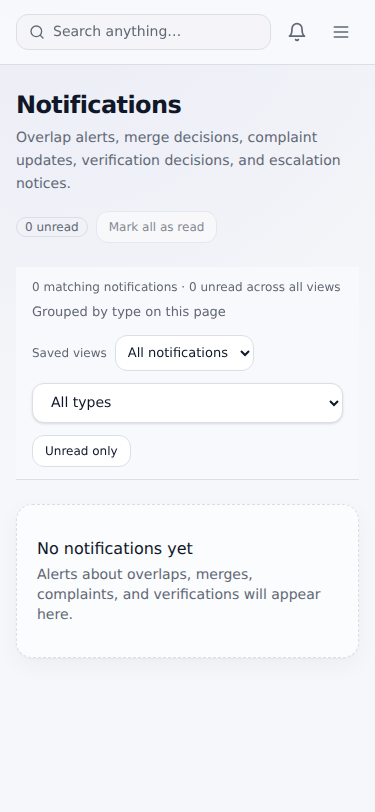 Search anything…
Notifications
Overlap alerts, merge decisions, complaint
updates, verification decisions, and escalation
notices.
0 unread
Mark all as read
0 matching notifications · 0 unread across all views
Grouped by type on this page
Saved views
All notifications
All types
Unread only
No notifications yet
Alerts about overlaps, merges,
complaints, and verifications will appear
here.